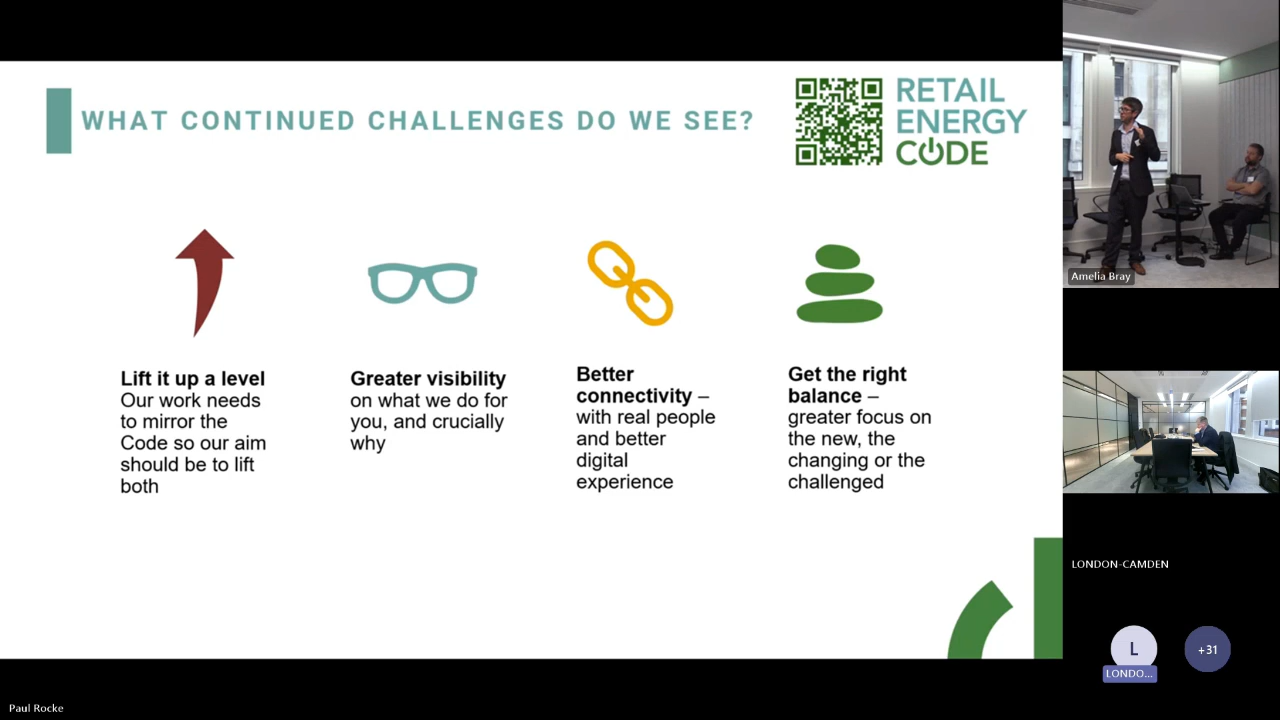 WHAT CONTINUED CHALLENGES DO WE SEE?
RETAIL
ENERGY
CODE
Lift it up a level
Our work needs
to mirror the
Code so our aim
should be to lift
both
Greater visibility
on what we do for
you, and crucially
why
Better
connectivity –
with real people
and better
digital
experience
Get the right
balance –
greater focus on
the new, the
changing or the
challenged
Amelia Bray
LONDON-CAMDEN
L
LONDO...
+31
Paul Rocke